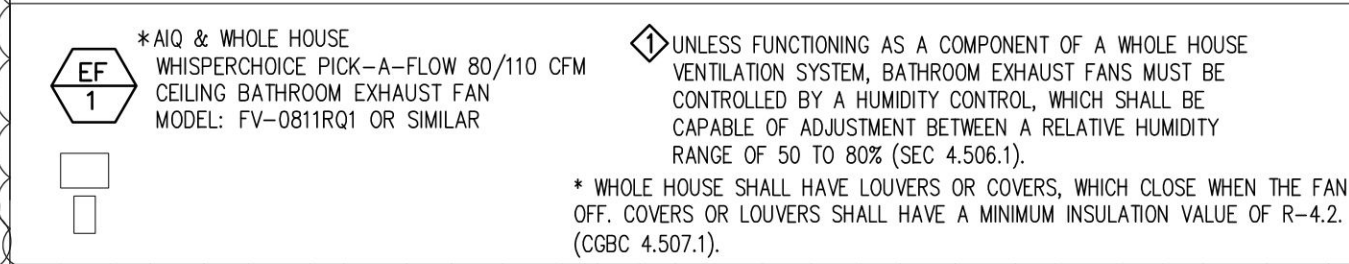 *AIQ & WHOLE HOUSE
WHISPERCHOICE PICK-A-FLOW 80/110 CFM
CEILING BATHROOM EXHAUST FAN
MODEL: FV-0811RQ1 OR SIMILAR
EF
1
1 UNLESS FUNCTIONING AS A COMPONENT OF A WHOLE HOUSE
VENTILATION SYSTEM, BATHROOM EXHAUST FANS MUST BE
CONTROLLED BY A HUMIDITY CONTROL, WHICH SHALL BE
CAPABLE OF ADJUSTMENT BETWEEN A RELATIVE HUMIDITY
RANGE OF 50 TO 80% (SEC 4.506.1).
* WHOLE HOUSE SHALL HAVE LOUVERS OR COVERS, WHICH CLOSE WHEN THE FAN
OFF. COVERS OR LOUVERS SHALL HAVE A MINIMUM INSULATION VALUE OF R-4.2.
(CGBC 4.507.1).